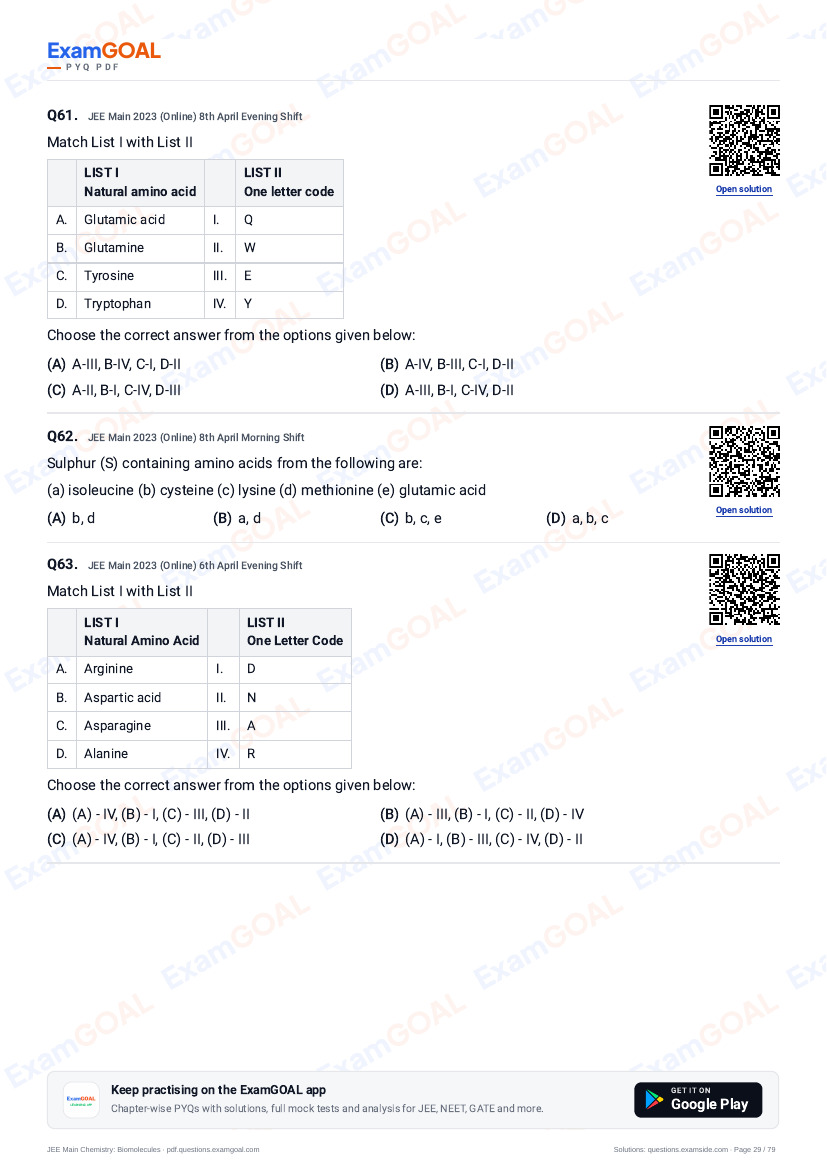 ExamGOAL
PYQ PDF
Q61. JEE Main 2023 (Online) 8th April Evening Shift
Match List I with List II
LIST I LIST II
Natural amino acid One letter code
A. Glutamic acid I. Q
B. Glutamine II. W
C. Tyrosine III. E
D. Tryptophan IV. Y
Choose the correct answer from the options given below:
(A) A-III, B-IV, C-I, D-II (B) A-IV, B-III, C-I, D-II
(C) A-II, B-I, C-IV, D-III (D) A-III, B-I, C-IV, D-II
Open solution
Q62. JEE Main 2023 (Online) 8th April Morning Shift
Sulphur (S) containing amino acids from the following are:
(a) isoleucine (b) cysteine (c) lysine (d) methionine (e) glutamic acid
(A) b, d (B) a, d (C) b, c, e (D) a, b, c
Open solution
Q63. JEE Main 2023 (Online) 6th April Evening Shift
Match List I with List II
LIST I LIST II
Natural Amino Acid One Letter Code
A. Arginine I. D
B. Aspartic acid II. N
C. Asparagine III. A
D. Alanine IV. R
Choose the correct answer from the options given below:
(A) (A) - IV, (B) - I, (C) - III, (D) - II (B) (A) - III, (B) - I, (C) - II, (D) - IV
(C) (A) - IV, (B) - I, (C) - II, (D) - III (D) (A) - I, (B) - III, (C) - IV, (D) - II
Open solution
ExamGOAL
Keep practising on the ExamGOAL app
Chapter-wise PYQs with solutions, full mock tests and analysis for JEE, NEET, GATE and more.
GET IT ON
Google Play
JEE Main Chemistry: Biomolecules · pdf.questions.examgoal.com Solutions: questions.examside.com · Page 29 / 79